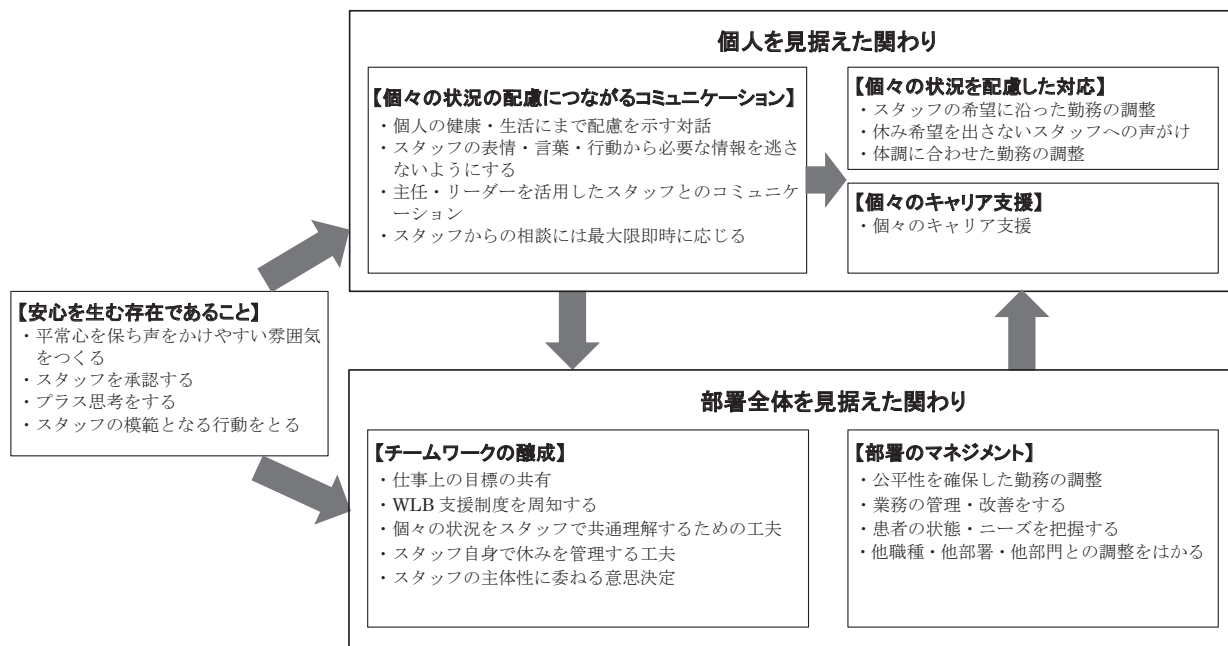 個人を見据えた関わり
【個々の状況の配慮につながるコミュニケーション】
・個人の健康・生活にまで配慮を示す対話
・スタッフの表情・言葉・行動から必要な情報を逃さ
ないようにする
・主任・リーダーを活用したスタッフとのコミュニケ
ーション
・スタッフからの相談には最大限即時に応じる
【個々の状況を配慮した対応】
・スタッフの希望に沿った勤務の調整
・休み希望を出さないスタッフへの声がけ
・体調に合わせた勤務の調整
【個々のキャリア支援】
・個々のキャリア支援
【安心を生む存在であること】
・平常心を保ち声をかけやすい雰囲気
をつくる
・スタッフを承認する
・プラス思考をする
・スタッフの模範となる行動をとる
部署全体を見据えた関わり
【チームワークの醸成】
・仕事上の目標の共有
・WLB 支援制度を周知する
・個々の状況をスタッフで共通理解するための工夫
・スタッフ自身で休みを管理する工夫
・スタッフの主体性に委ねる意思決定
【部署のマネジメント】
・公平性を確保した勤務の調整
・業務の管理・改善をする
・患者の状態・ニーズを把握する
・他職種・他部署・他部門との調整をはかる